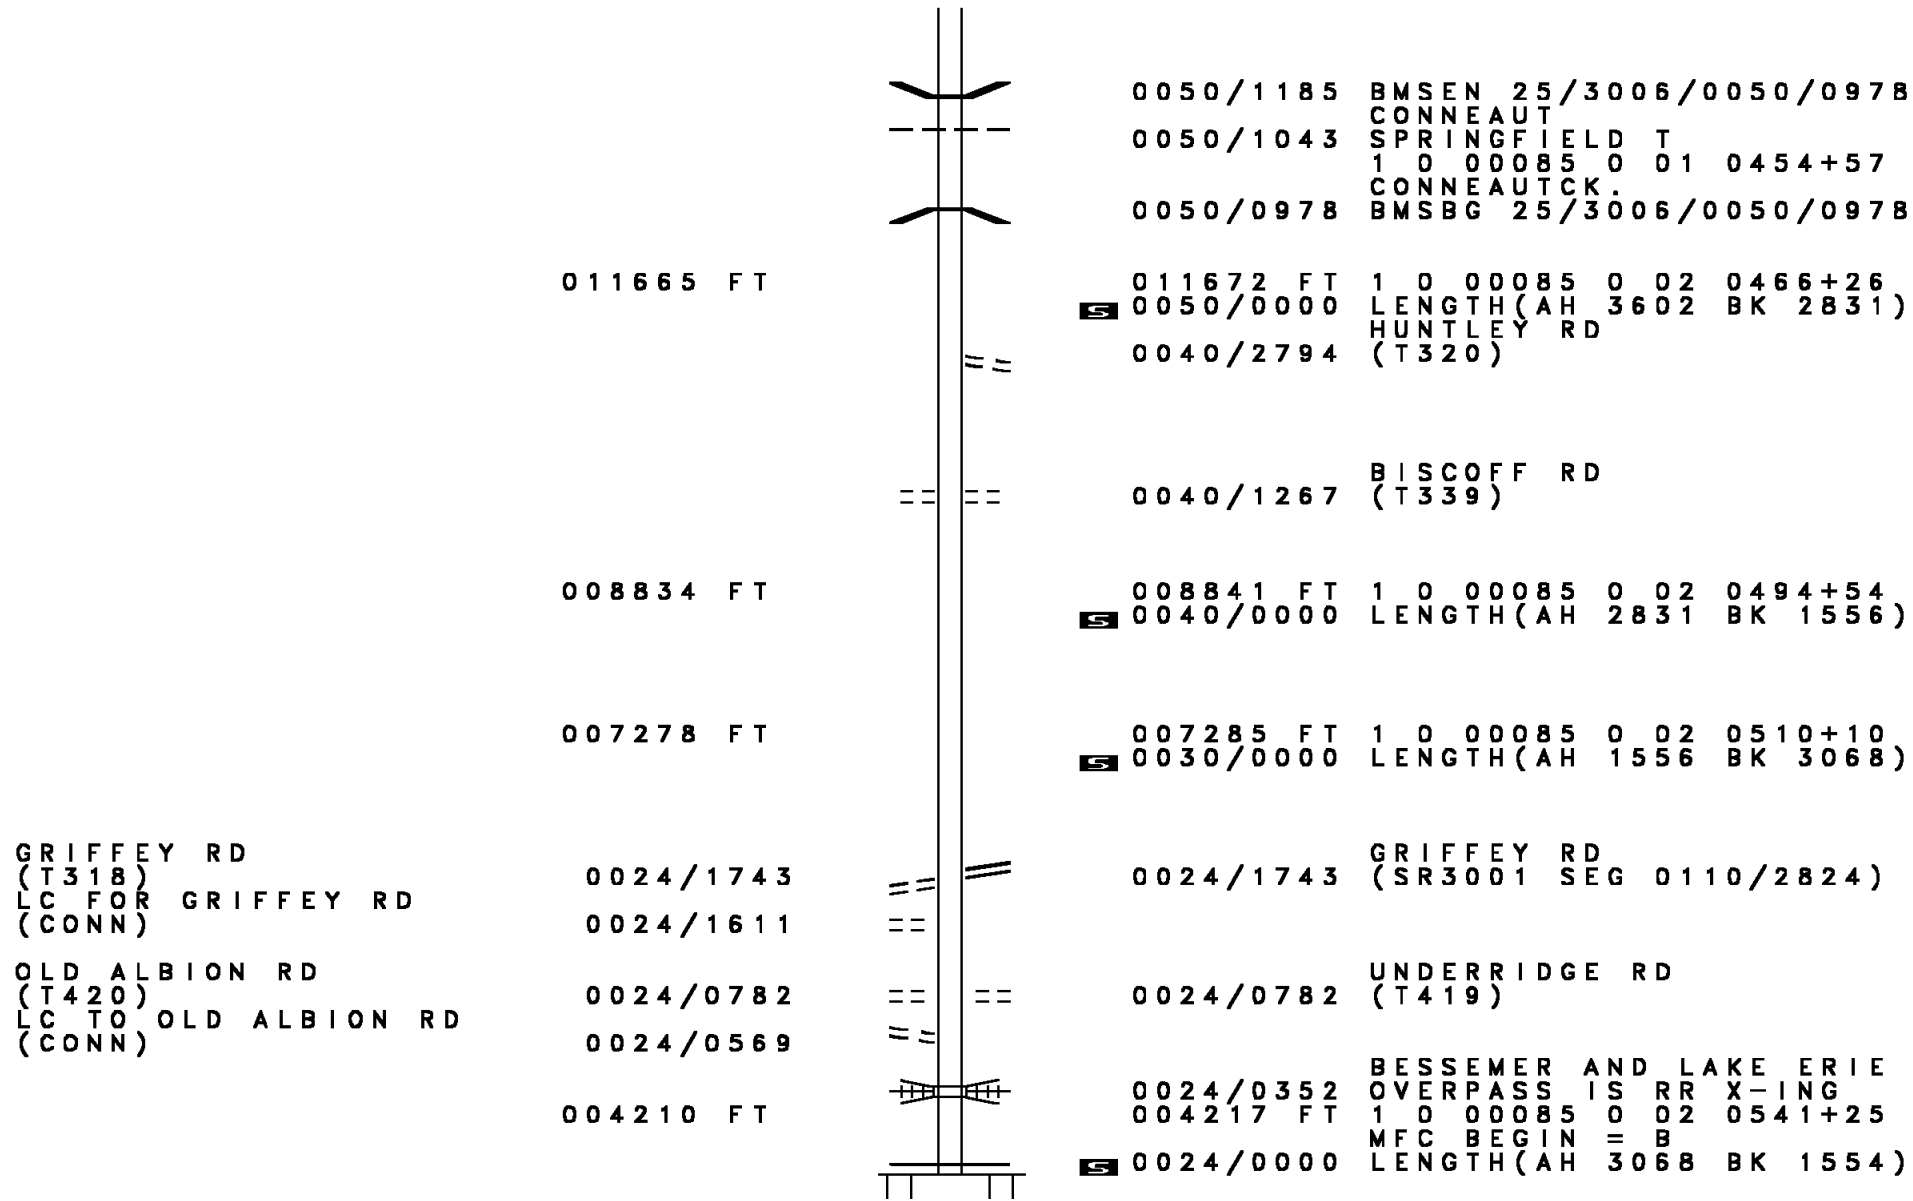 0050/1185 BMSEN 25/3006/0050/0978
CONNEAUT
0050/1043 SPRINGFIELD T
1 0 00085 0 01 0454+57
CONNEAUTCK.
0050/0978 BMSBG 25/3006/0050/0978
011665 FT 011672 FT 1 0 00085 0 02 0466+26
S 0050/0000 LENGTH(AH 3602 BK 2831)
HUNTLEY RD
0040/2794 (T320)
BISCOFF RD
0040/1267 (T339)
008834 FT 008841 FT 1 0 00085 0 02 0494+54
S 0040/0000 LENGTH(AH 2831 BK 1556)
007278 FT 007285 FT 1 0 00085 0 02 0510+10
S 0030/0000 LENGTH(AH 1556 BK 3068)
GRIFFEY RD GRIFFEY RD
(T318) 0024/1743 0024/1743 (SR3001 SEG 0110/2824)
LC FOR GRIFFEY RD
(CONN) 0024/1611
OLD ALBION RD UNDERRIDGE RD
(T420) 0024/0782 0024/0782 (T419)
LC TO OLD ALBION RD
(CONN) 0024/0569
BESSEMER AND LAKE ERIE
0024/0352 OVERPASS IS RR X-ING
004210 FT 004217 FT 1 0 00085 0 02 0541+25
MFC BEGIN = B
S 0024/0000 LENGTH(AH 3068 BK 1554)